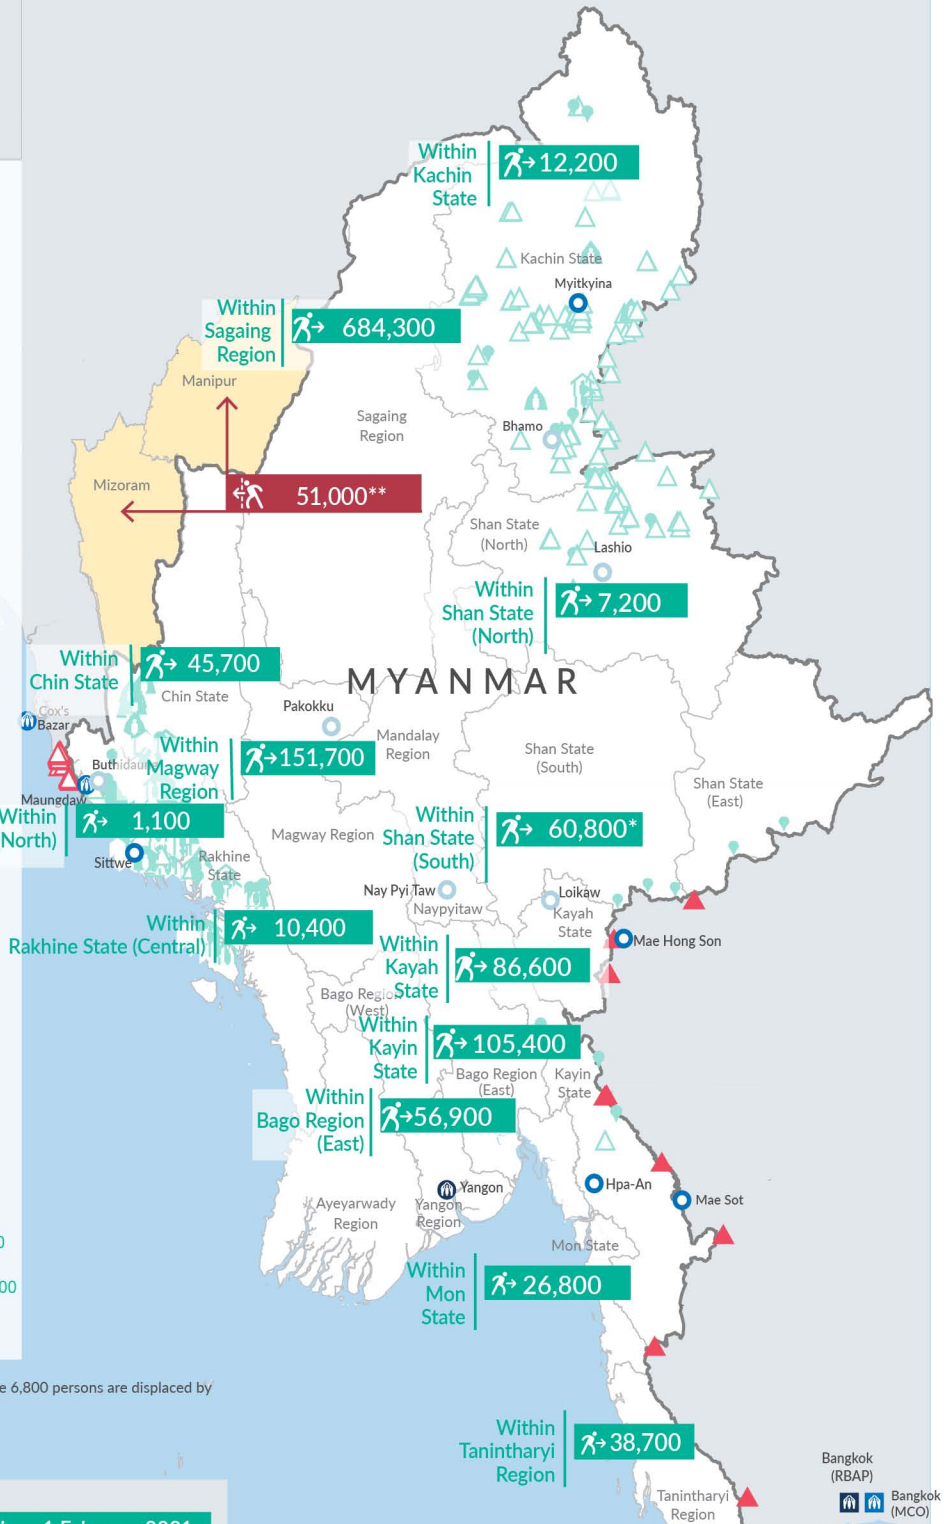 Within
Kachin
State
12,200
Kachin State
Myitkyina
Within
Sagaing
Region
684,300
Manipur
Sagaing
Region
Bhamo
Mizoram
51,000**
Shan State
(North)
Lashio
Within
Shan State
(North)
7,200
Within
Chin State
45,700
MYANMAR
Chin State
Pakokku
Cox's
Bazar
Mandalay
Region
Within
Magway
Region
151,700
Shan State
(South)
Shan State
(East)
Maungdaw
Within
North)
1,100
Magway Region
Within
Shan State
(South)
60,800*
Sittwe
Rakhine
State
Nay Pyi Taw
Naypyitaw
Loikaw
Kayah
State
Within
Rakhine State (Central)
10,400
Mae Hong Son
Within
Kayah
State
86,600
Bago Region
(West)
Within
Kayin
State
105,400
Bago Region
(East)
Kayin
State
Within
Bago Region
(East)
56,900
Hpa-An
Yangon
Mae Sot
Ayeyarwady
Region
Yangon
Region
Mon State
0
00
Within
Mon
State
26,800
e 6,800 persons are displaced by
Within
Tanintharyi
Region
38,700
Bangkok
(RBAP)
Tanintharyi
Region
Bangkok
(MCO)